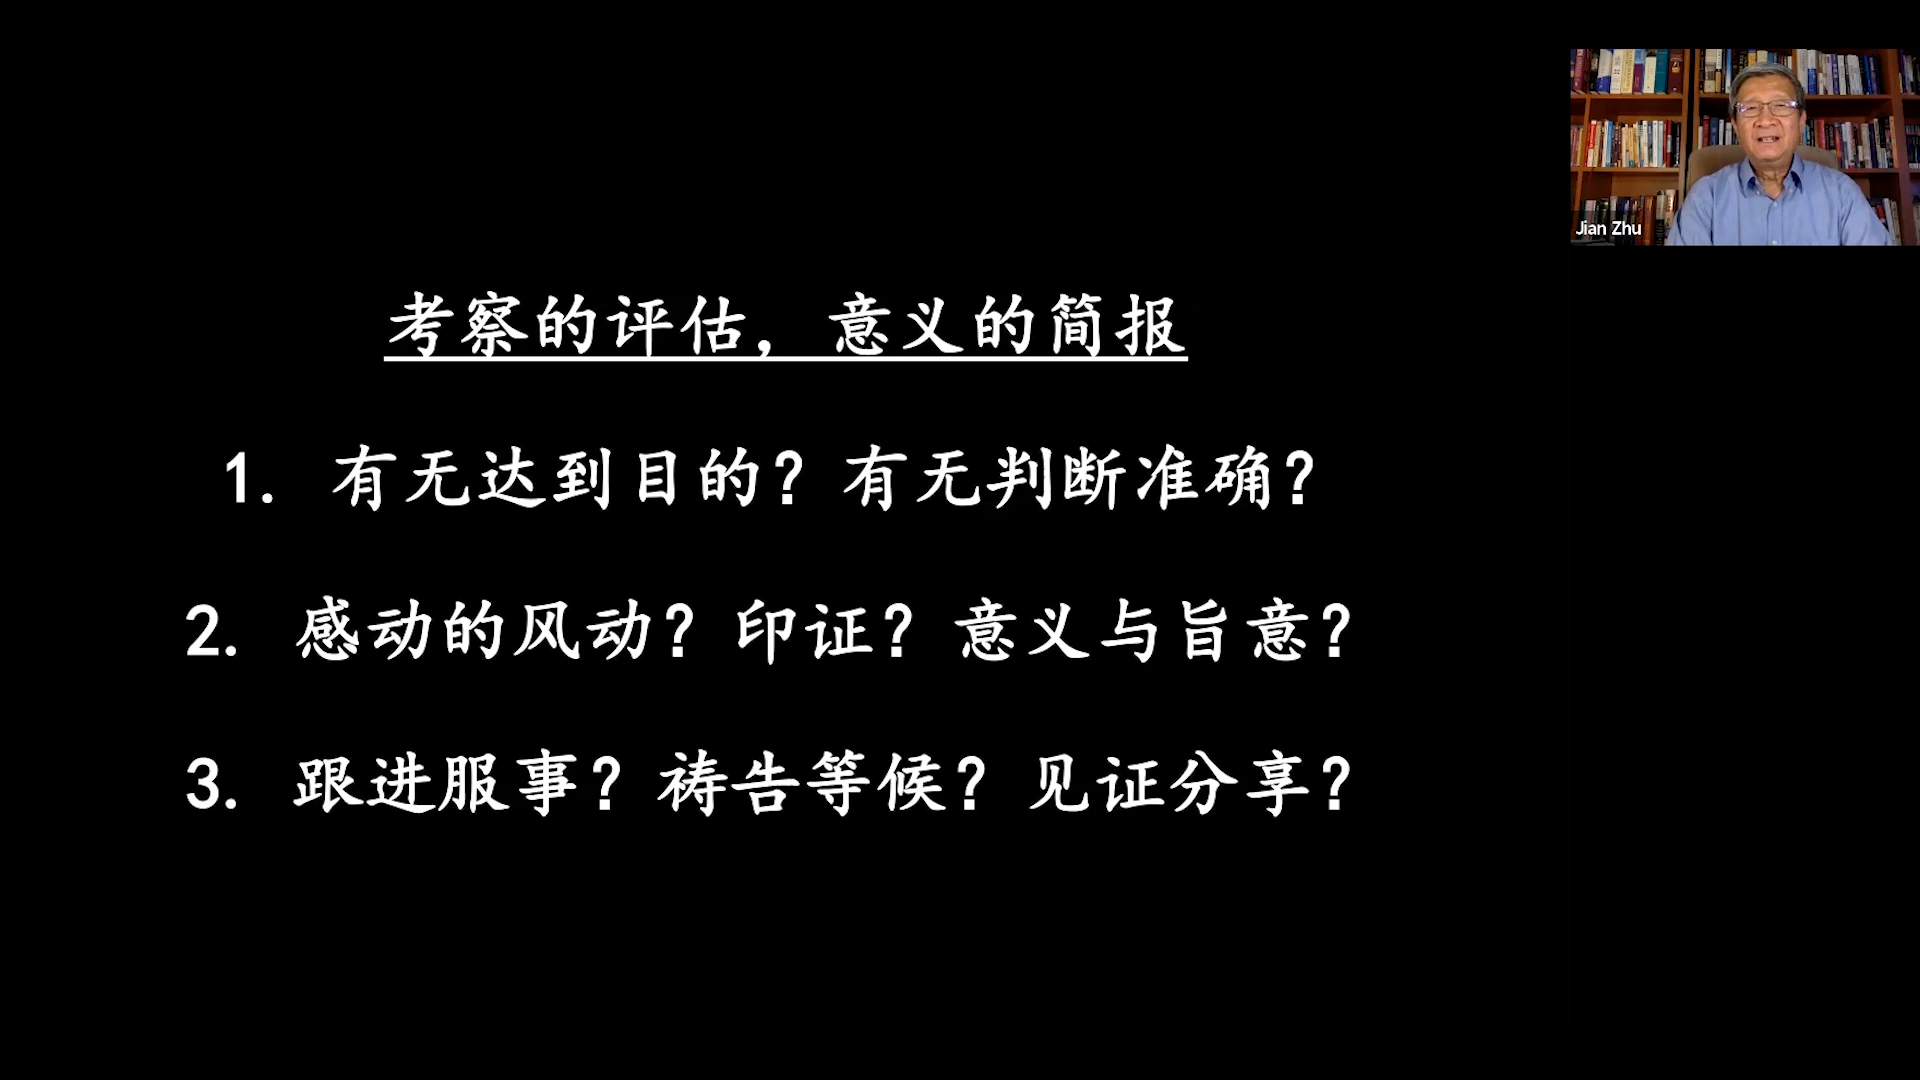 考察的评估，意义的简报
1. 有无达到目的？有无判断准确？
2. 感动的风动？印证？意义与旨意？
3. 跟进服事？祷告等候？见证分享？
Jian Zhu